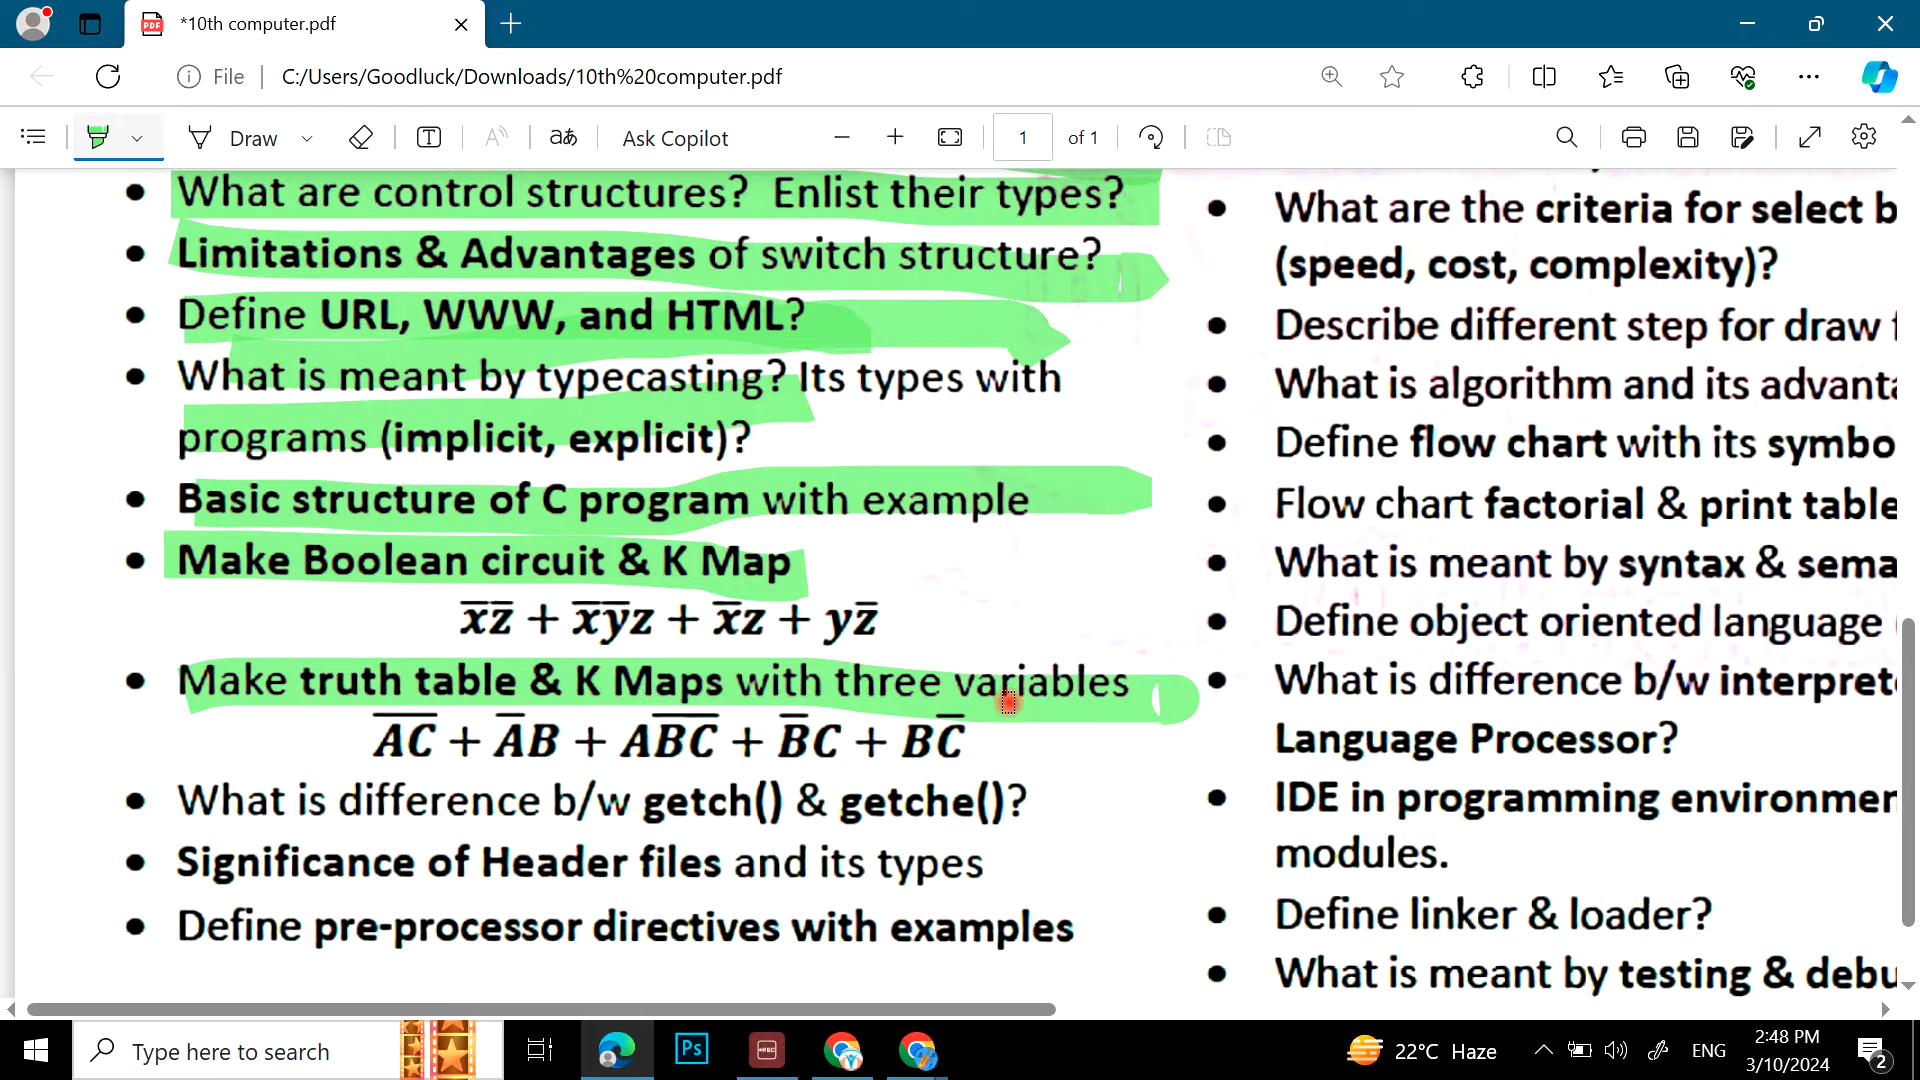 *10th computer.pdf
File
C:/Users/Goodluck/Downloads/10th%20computer.pdf
Draw
Ask Copilot
1
of 1
• What are control structures? Enlist their types?
• Limitations & Advantages of switch structure?
• Define URL, WWW, and HTML?
• What is meant by typecasting? Its types with
programs (implicit, explicit)?
• Basic structure of C program with example
• Make Boolean circuit & K Map
x̅z̅ + x̅y̅z + x̅z + yz̅
• Make truth table & K Maps with three variables
A̅C̅ + A̅B + AB̅C̅ + B̅C + BC̅
• What is difference b/w getch() & getche()?
• Significance of Header files and its types
• Define pre-processor directives with examples
• What are the criteria for select b
(speed, cost, complexity)?
• Describe different step for draw
• What is algorithm and its advanta
• Define flow chart with its symbo
• Flow chart factorial & print table
• What is meant by syntax & sema
• Define object oriented language
• What is difference b/w interprete
Language Processor?
• IDE in programming environmen
modules.
• Define linker & loader?
• What is meant by testing & debu
Type here to search
Ps
REC
22°C Haze
ENG
2:48 PM
3/10/2024
2